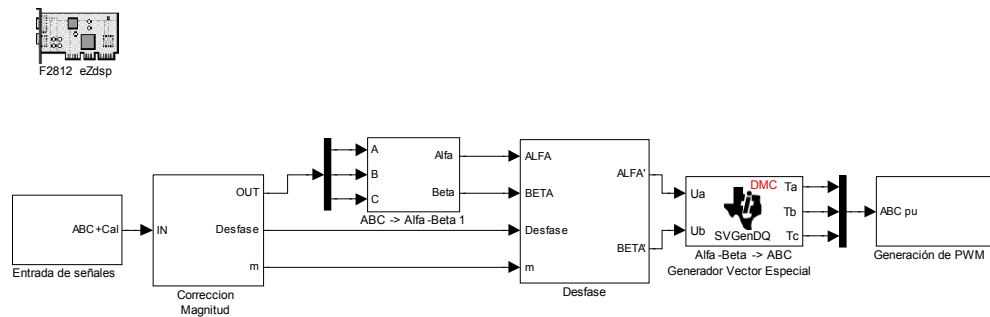 F2812 eZdsp
ABC+Cal
Entrada de señales
IN
OUT
Desfase
m
Correccion
Magnitud
A
B
C
Alfa
Beta
ABC -> Alfa -Beta 1
ALFA
BETA
Desfase
m
ALFA'
BETA'
Desfase
Ua
Ub
DMC
SVGenDQ
Ta
Tb
Tc
Alfa -Beta -> ABC
Generador Vector Especial
ABC pu
Generación de PWM